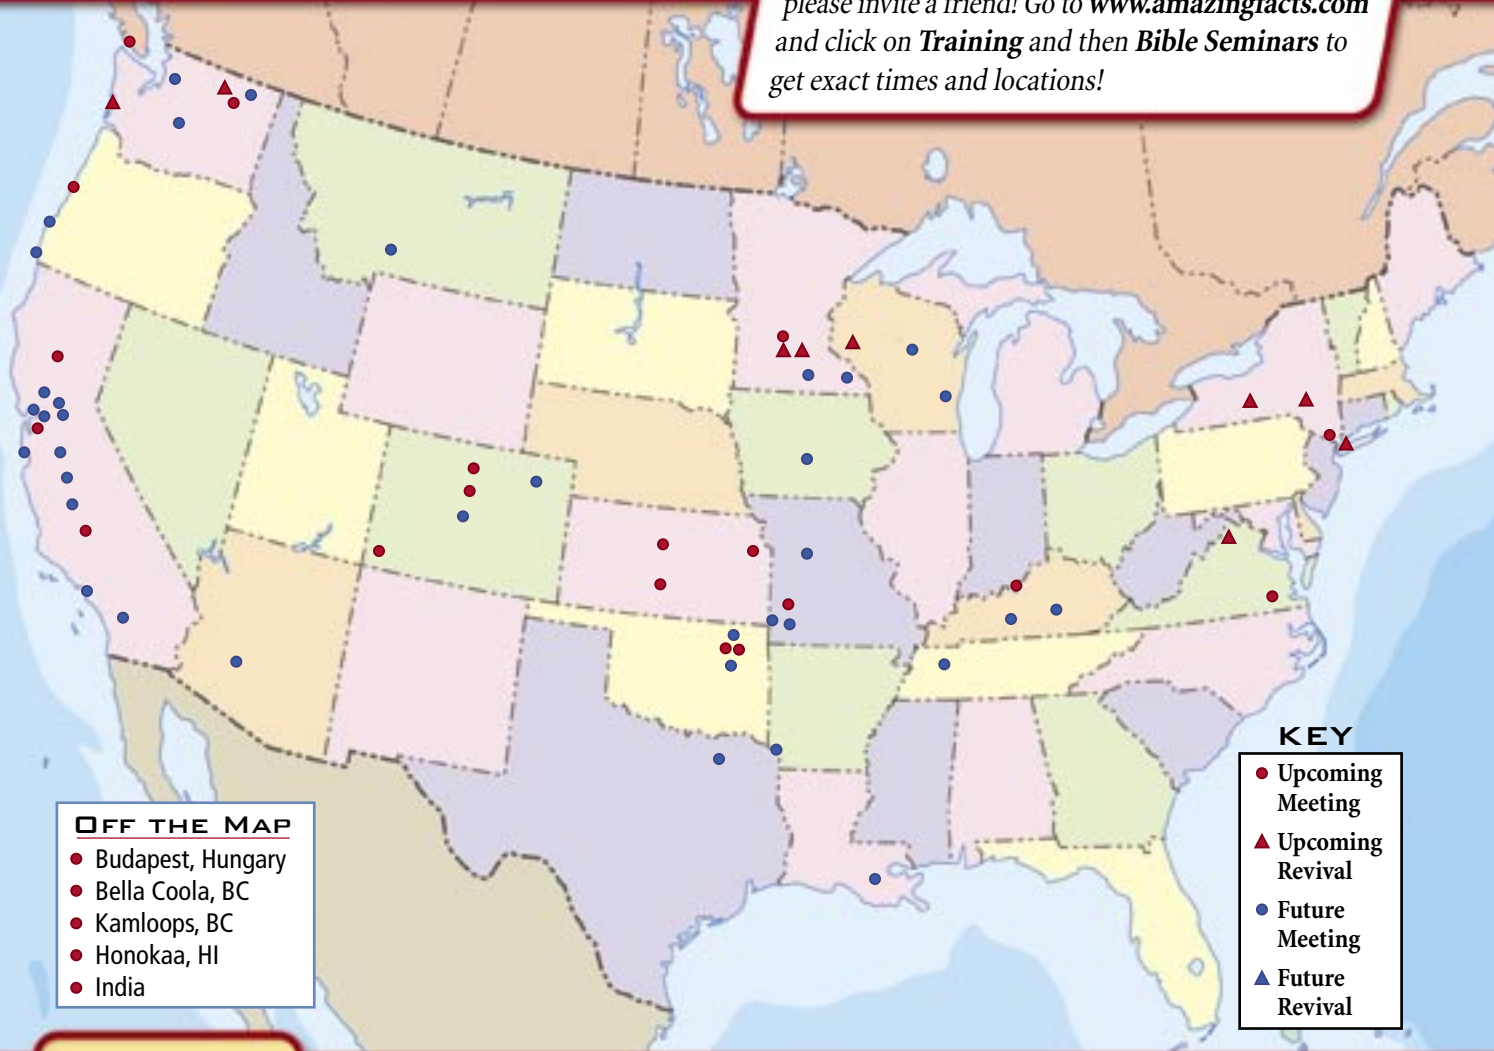 please invite a friend! Go to www.amazingfacts.com
and click on Training and then Bible Seminars to
get exact times and locations!
KEY
Upcoming
Meeting
Upcoming
Revival
Future
Meeting
Future
Revival
OFF THE MAP
Budapest, Hungary
Bella Coola, BC
Kamloops, BC
Honokaa, HI
India